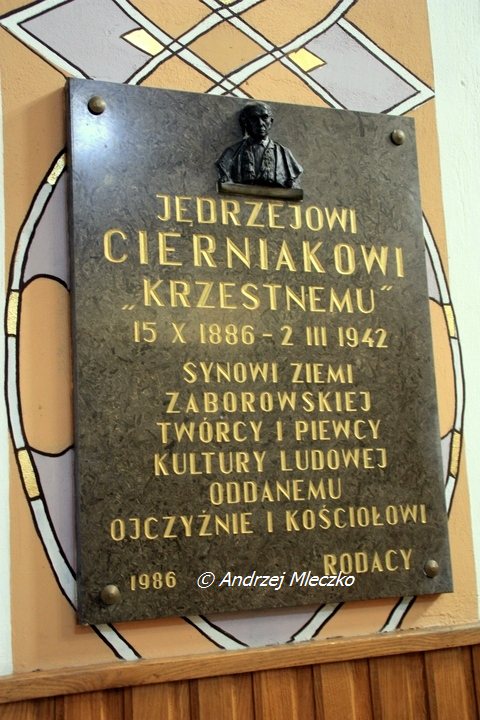 JĘDRZEJOWI
CIERNIAKOWI
„KRZESTNEMU”
15 X 1886 - 2 III 1942
SYNOWI ZIEMI
ZABOROWSKIEJ
TWÓRCY I PIEWCY
KULTURY LUDOWEJ
ODDANEMU
OJCZYŹNIE I KOŚCIOŁOWI
RODACY
1986
© Andrzej Mleczko